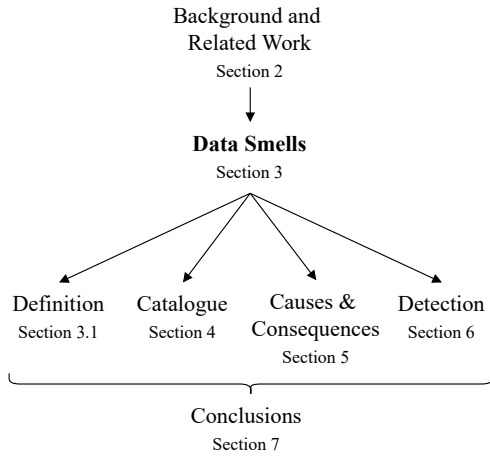 Background and
Related Work
Section 2
Data Smells
Section 3
Definition
Section 3.1
Catalogue
Section 4
Causes &
Consequences
Section 5
Detection
Section 6
Conclusions
Section 7